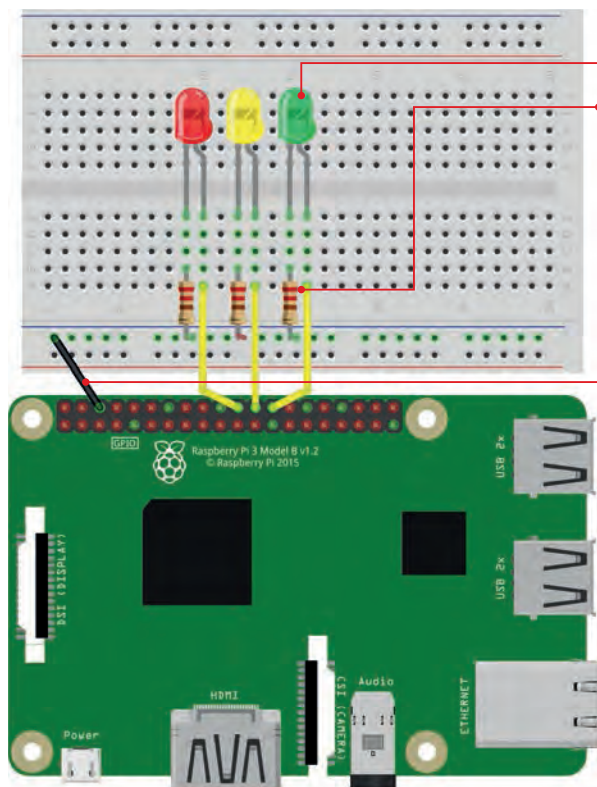 GPIO
Raspberry Pi 3 Model B v1.2
© Raspberry Pi 2015
USB 2x
DSI (DISPLAY)
USB 2x
CSI (CAMERA)
Audio
ETHERNET
HDMI
Power